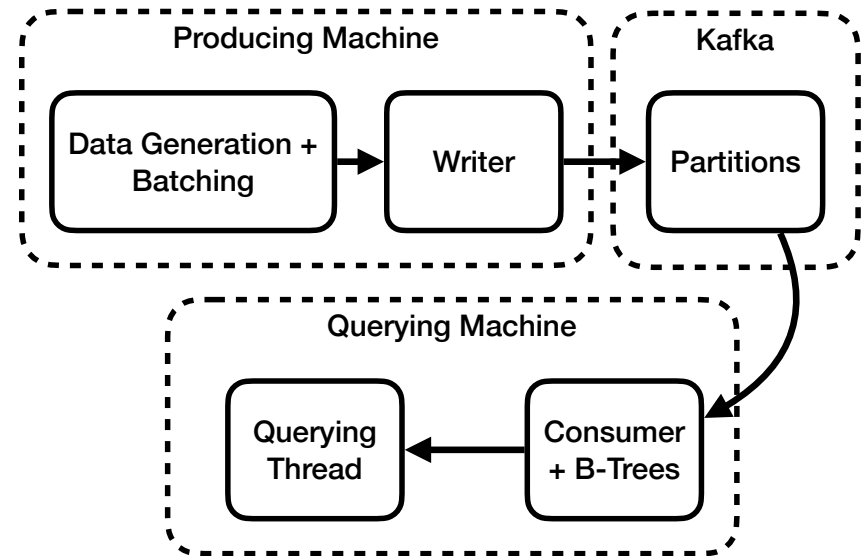 Producing Machine
Kafka
Data Generation +
Batching
Writer
Partitions
Querying Machine
Querying
Thread
Consumer
+ B-Trees